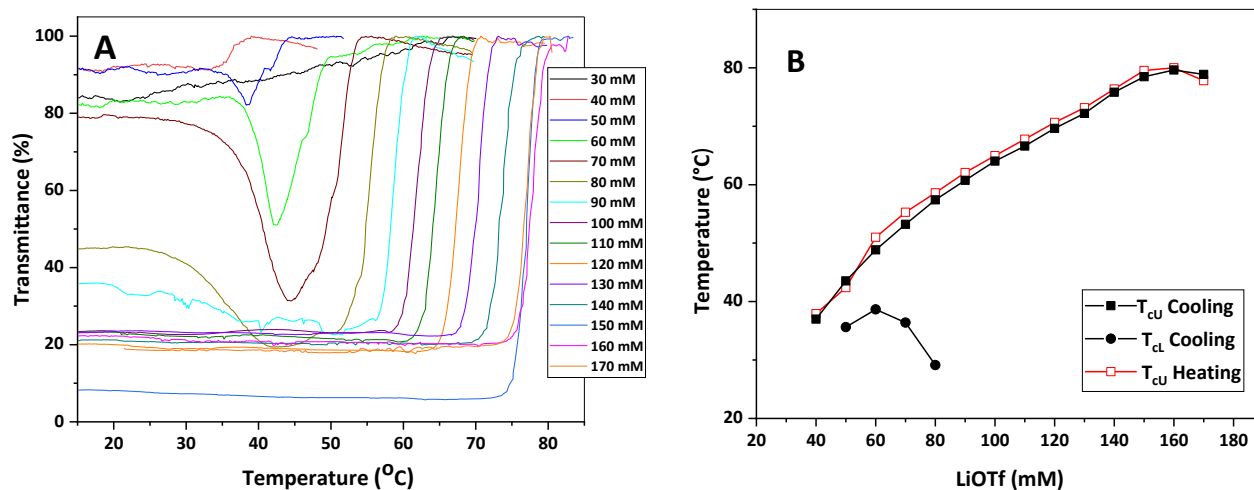 A
100
80
60
40
20
0
Transmittance (%)
20
30
40
50
60
70
80
Temperature (⁰C)
30 mM
40 mM
50 mM
60 mM
70 mM
80 mM
90 mM
100 mM
110 mM
120 mM
130 mM
140 mM
150 mM
160 mM
170 mM
B
80
60
40
20
Temperature (°C)
20
40
60
80
100
120
140
160
180
LiOTf (mM)
TcU Cooling
TcL Cooling
TcU Heating